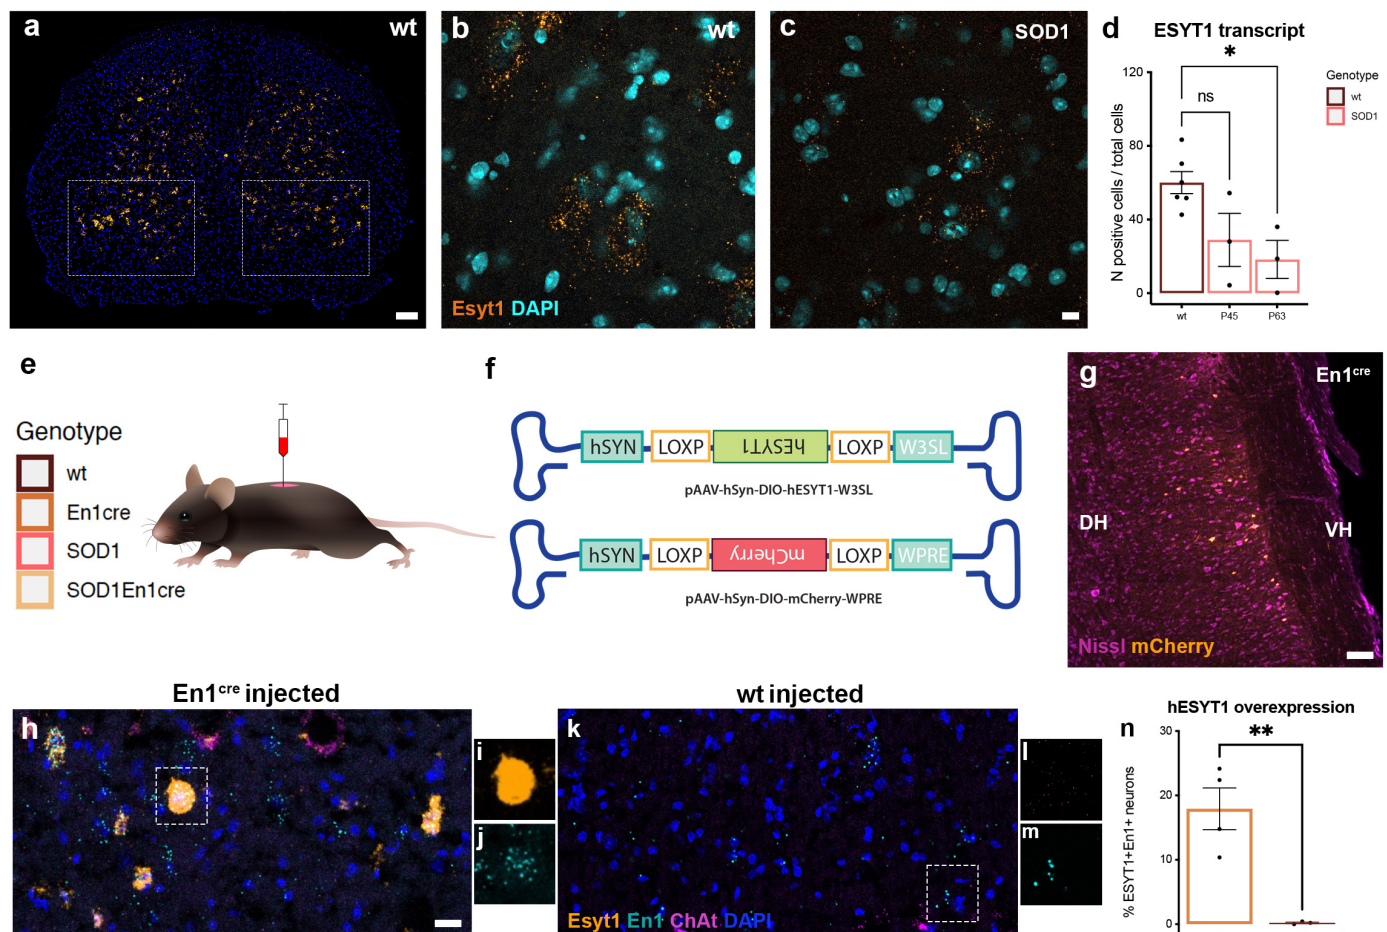 a
wt
b
wt
Esyt1 DAPI
c
SOD1
d
ESYT1 transcript
*
ns
120
80
40
0
N positive cells / total cells
wt
P45
P63
Genotype
wt
SOD1
e
Genotype
wt
En1cre
SOD1
SOD1En1cre
f
hSYN
LOXP
hESYT1
LOXP
W3SL
pAAV-hSyn-DIO-hESYT1-W3SL
hSYN
LOXP
mCherry
LOXP
WPRE
pAAV-hSyn-DIO-mCherry-WPRE
g
En1cre
DH
VH
Nissl mCherry
En1cre injected
h
i
j
wt injected
k
Esyt1 En1 ChAt DAPI
l
m
n
hESYT1 overexpression
**
30
20
10
0
% ESYT1+En1+ neurons